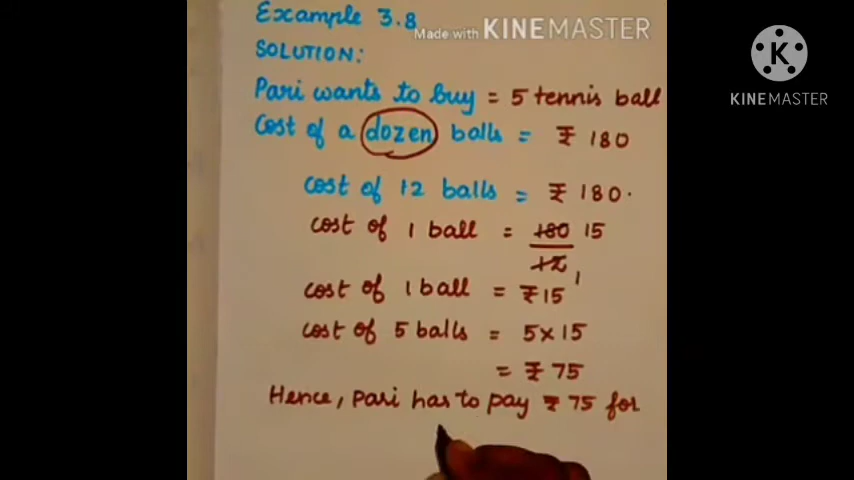 Example 3.8
Made with KINEMASTER
SOLUTION:
Pari wants to buy = 5 tennis ball
Cost of a dozen balls = ₹ 180
cost of 12 balls = ₹ 180.
cost of 1 ball = 180/12 15 1
cost of 1 ball = ₹ 15
cost of 5 balls = 5 × 15
= ₹ 75
Hence, Pari has to pay ₹ 75 for
K
KINEMASTER